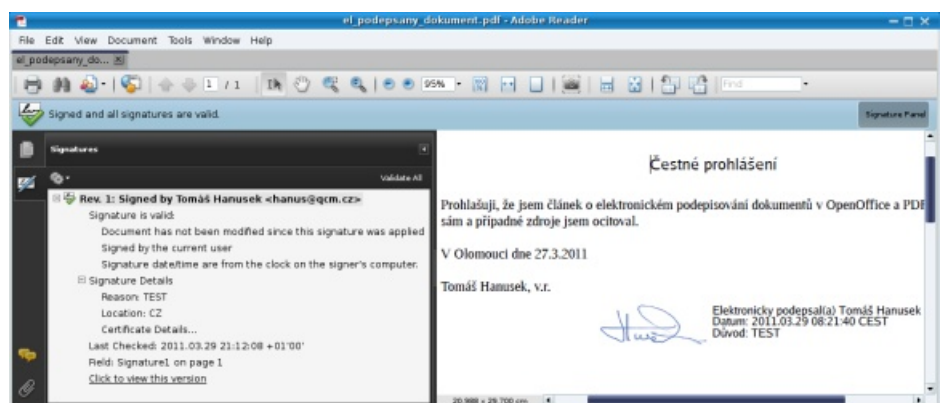 el_podepsany_dokument.pdf - Adobe Reader
File Edit View Document Tools Window Help
el_podepsany_do...
1 / 1 95% Find
Signed and all signatures are valid.
Signature Panel
Signatures
Validate All
Rev. 1: Signed by Tomáš Hanusek <hanus@qcm.cz>
Signature is valid:
Document has not been modified since this signature was applied
Signed by the current user
Signature date/time are from the clock on the signer's computer.
Signature Details
Reason: TEST
Location: CZ
Certificate Details...
Last Checked: 2011.03.29 21:12:08 +01'00'
Field: Signature1 on page 1
Click to view this version
Čestné prohlášení
Prohlašuji, že jsem článek o elektronickém podepisování dokumentů v OpenOffice a PDF
sám a případné zdroje jsem ocitoval.
V Olomouci dne 27.3.2011
Tomáš Hanusek, v.r.
Elektronicky podepsal(a) Tomáš Hanusek
Datum: 2011.03.29 08:21:40 CEST
Důvod: TEST
20,988 x 29,700 cm